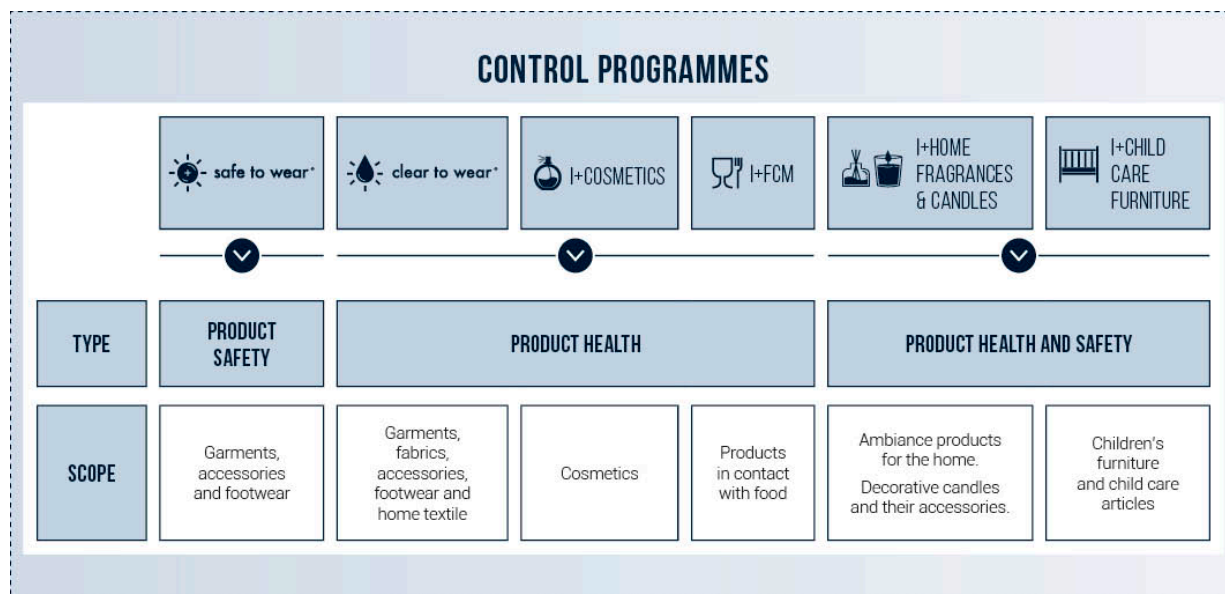 CONTROL PROGRAMMES
safe to wear*
clear to wear*
I+COSMETICS
I+FCM
I+HOME
FRAGRANCES
& CANDLES
I+CHILD
CARE
FURNITURE
TYPE
PRODUCT
SAFETY
PRODUCT HEALTH
PRODUCT HEALTH AND SAFETY
SCOPE
Garments,
accessories
and footwear
Garments,
fabrics,
accessories,
footwear and
home textile
Cosmetics
Products
in contact
with food
Ambiance products
for the home.
Decorative candles
and their accessories.
Children's
furniture
and child care
articles